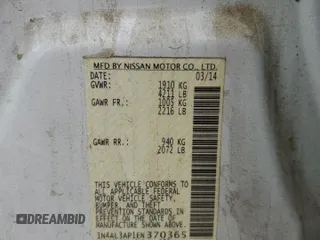 MFD BY NISSAN MOTOR CO., LTD.
DATE: 03/14
GVWR: 1910 KG
4211 LB
GAWR FR.: 1005 KG
2216 LB
GAWR RR.: 940 KG
2072 LB
THIS VEHICLE CONFORMS TO
ALL APPLICABLE FEDERAL
MOTOR VEHICLE SAFETY,
BUMPER, AND THEFT
PREVENTION STANDARDS
IN EFFECT ON THE DATE OF
MANUFACTURE SHOWN ABOVE.
1N4AL3AP1EN 370365
AUTOBIDMASTER